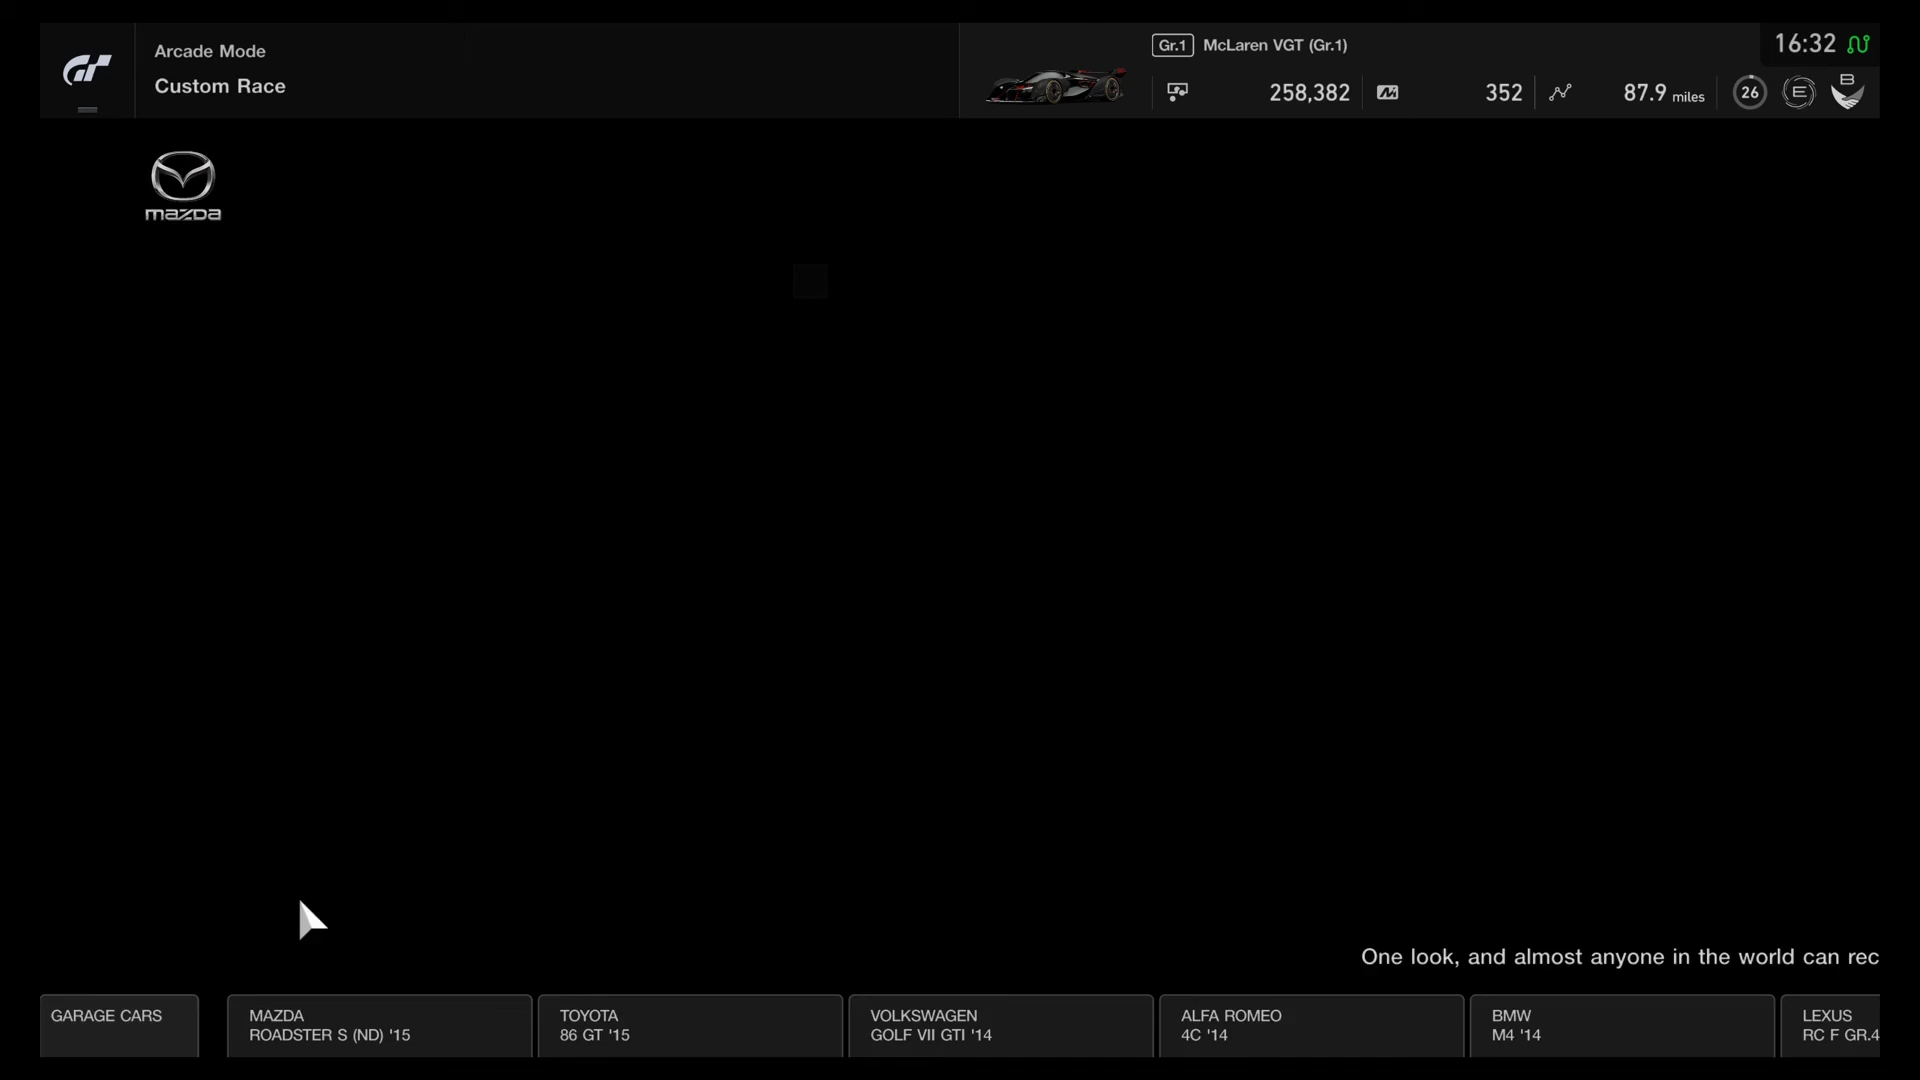 Arcade Mode
Custom Race
Gr.1 McLaren VGT (Gr.1)
16:32
258,382
352
87.9 miles
26
E
B
mazda
One look, and almost anyone in the world can rec
GARAGE CARS
MAZDA
ROADSTER S (ND) '15
TOYOTA
86 GT '15
VOLKSWAGEN
GOLF VII GTI '14
ALFA ROMEO
4C '14
BMW
M4 '14
LEXUS
RC F GR.4